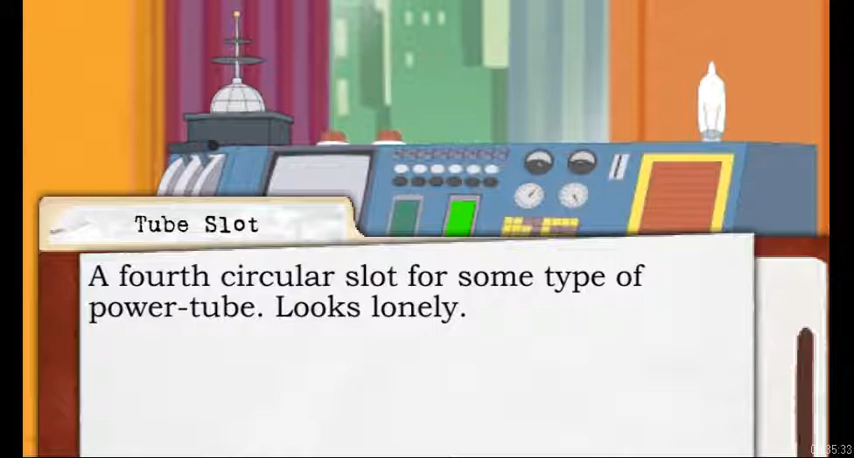 Tube Slot
A fourth circular slot for some type of
power-tube. Looks lonely.